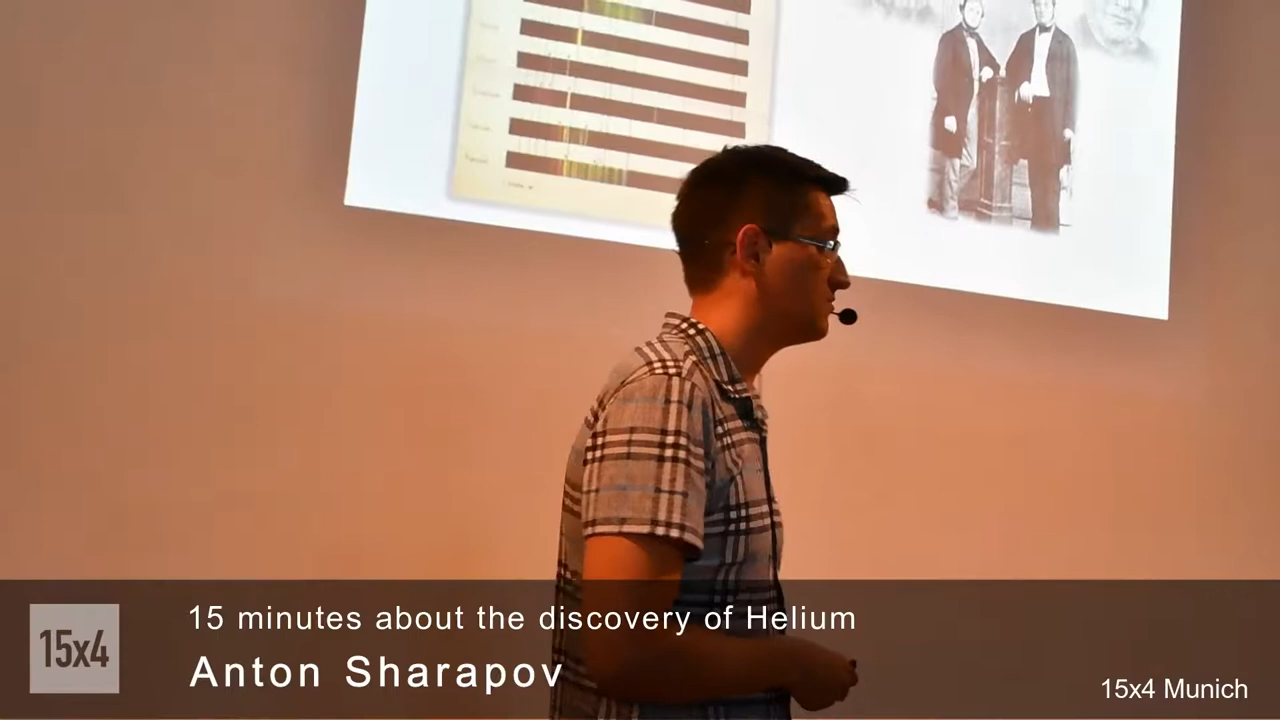 15 minutes about the discovery of Helium
15x4
Anton Sharapov
15x4 Munich